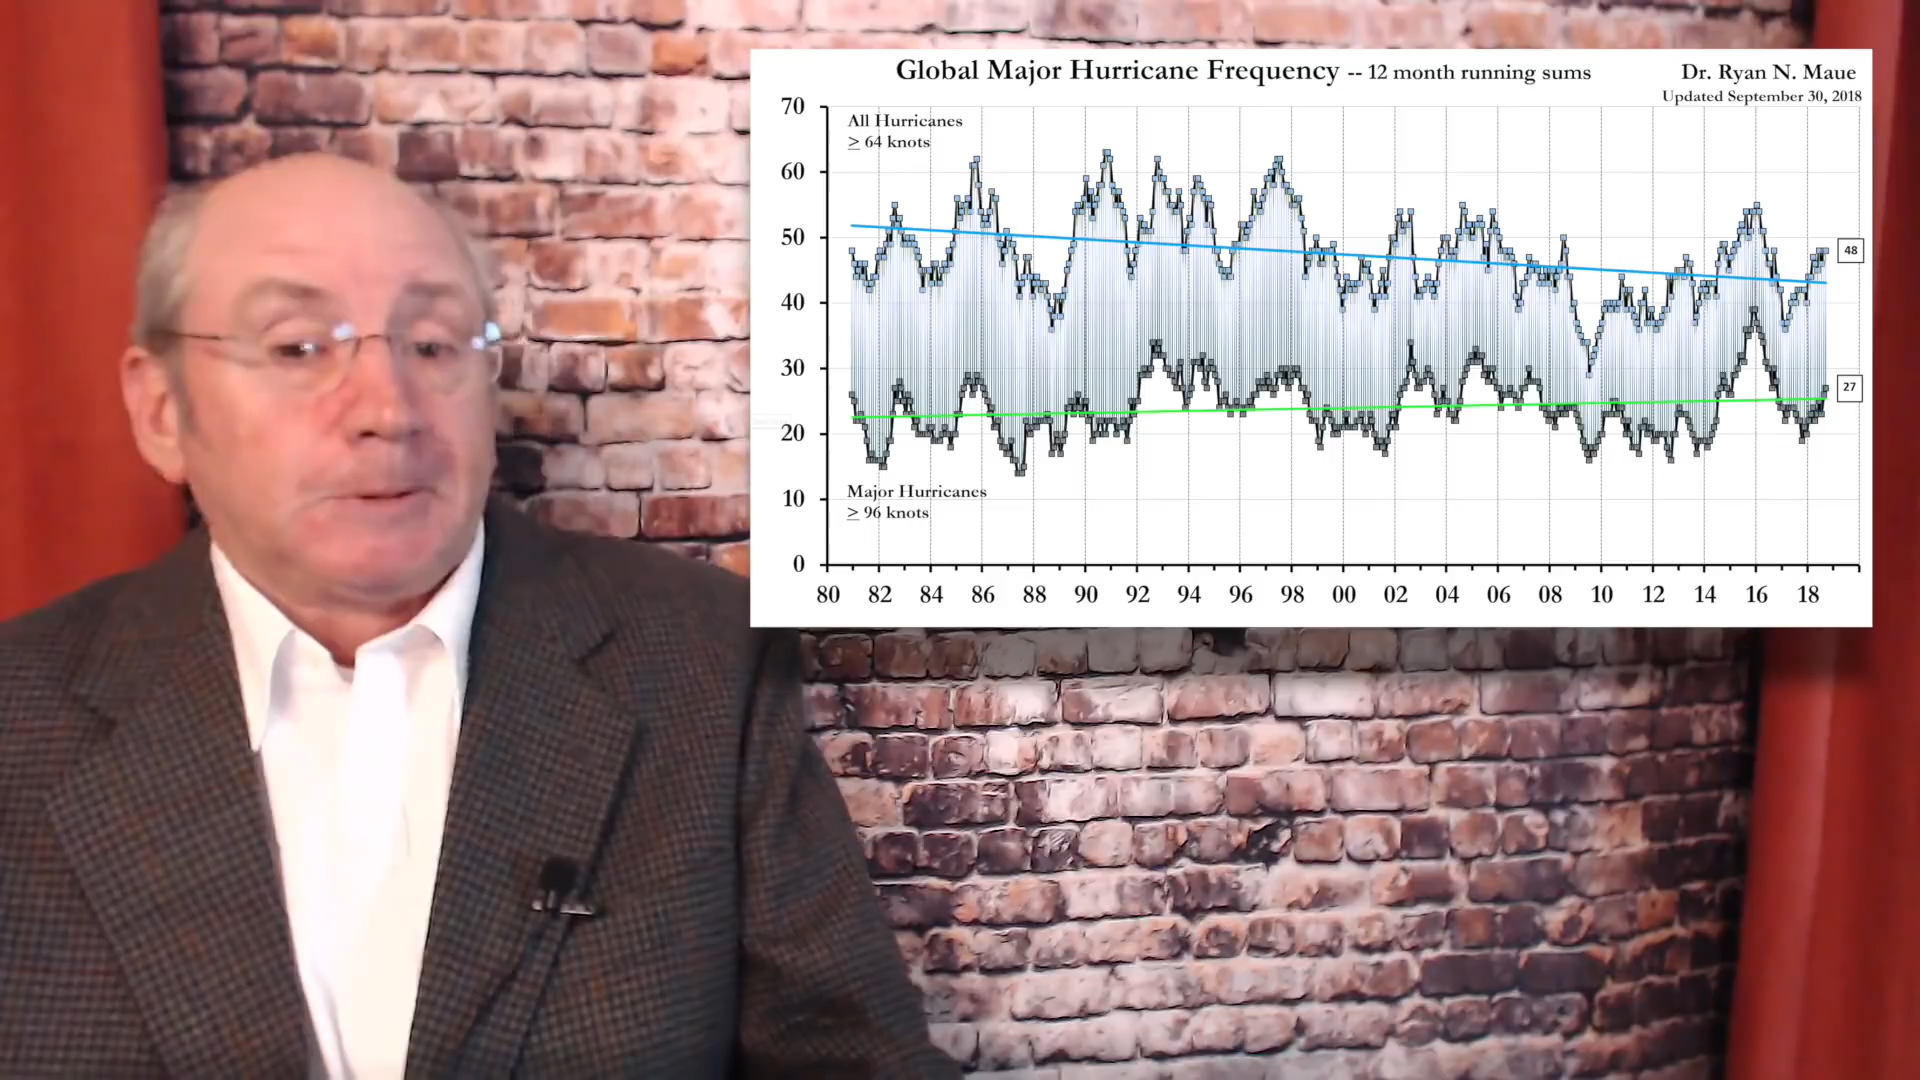 Global Major Hurricane Frequency -- 12 month running sums
Dr. Ryan N. Maue
Updated September 30, 2018
All Hurricanes
≥ 64 knots
70
60
50
40
30
20
10
0
48
27
Major Hurricanes
≥ 96 knots
80 82 84 86 88 90 92 94 96 98 00 02 04 06 08 10 12 14 16 18